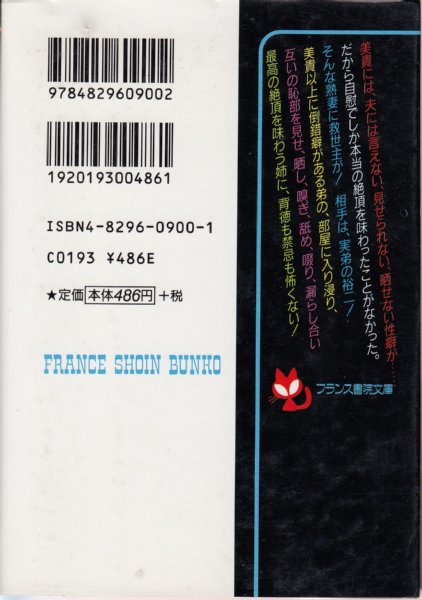 9784829609002
1920193004861
ISBN4-8296-0900-1
C0193 ¥486E
★定価 本体486円 +税
FRANCE SHOIN BUNKO
美貴には、夫には言えない、見せられない、晒せない性癖が…
だから自慰でしか本当の絶頂を味わったことがなかった。
そんな熟妻に救世主が! 相手は、実弟の裕二!…
美貴以上に倒錯癖がある弟の、部屋に入り浸り、
互いの恥部を見せ、晒し、嗅ぎ、舐め、啜り、漏らし合い
最高の絶頂を味わう姉に、背徳も禁忌も怖くない!
フランス書院文庫